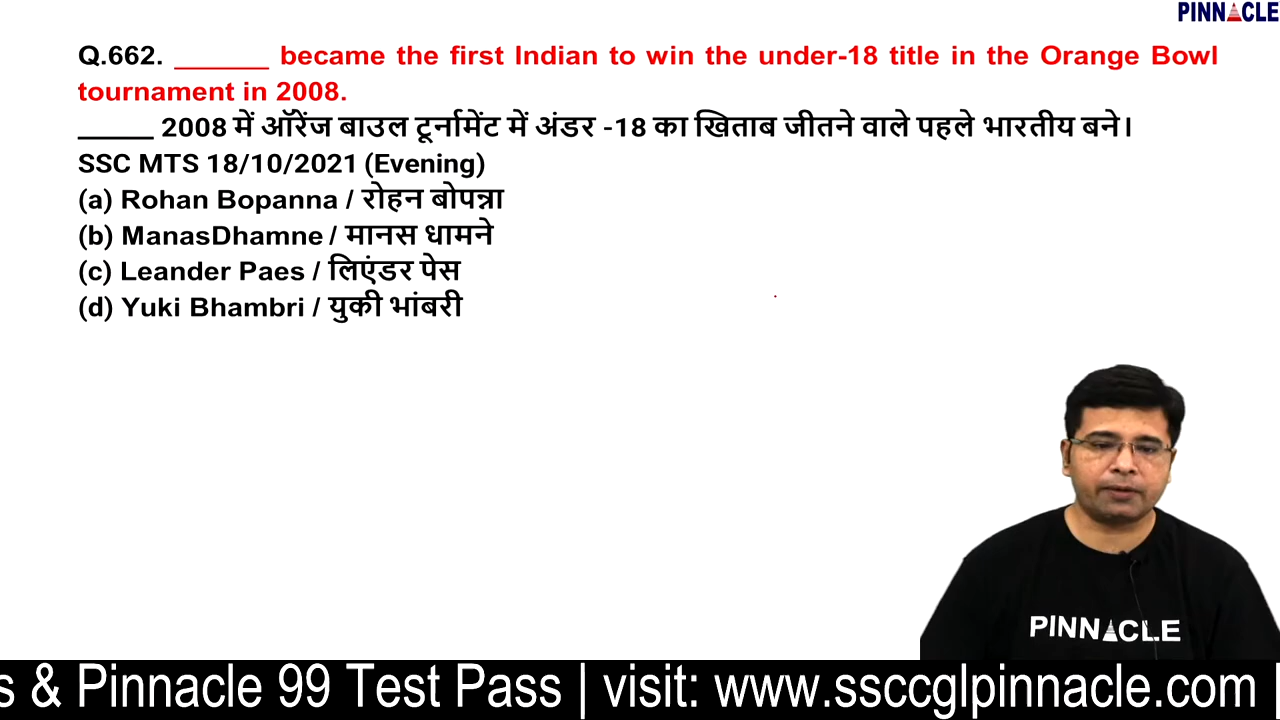 PINNACLE
Q.662. _______ became the first Indian to win the under-18 title in the Orange Bowl
tournament in 2008.
______ 2008 में ऑरेंज बाउल टूर्नामेंट में अंडर -18 का खिताब जीतने वाले पहले भारतीय बने।
SSC MTS 18/10/2021 (Evening)
(a) Rohan Bopanna / रोहन बोपन्ना
(b) ManasDhamne / मानस धामने
(c) Leander Paes / लिएंडर पेस
(d) Yuki Bhambri / युकी भांबरी
PINNACLE
s & Pinnacle 99 Test Pass | visit: www.ssccglpinnacle.com |